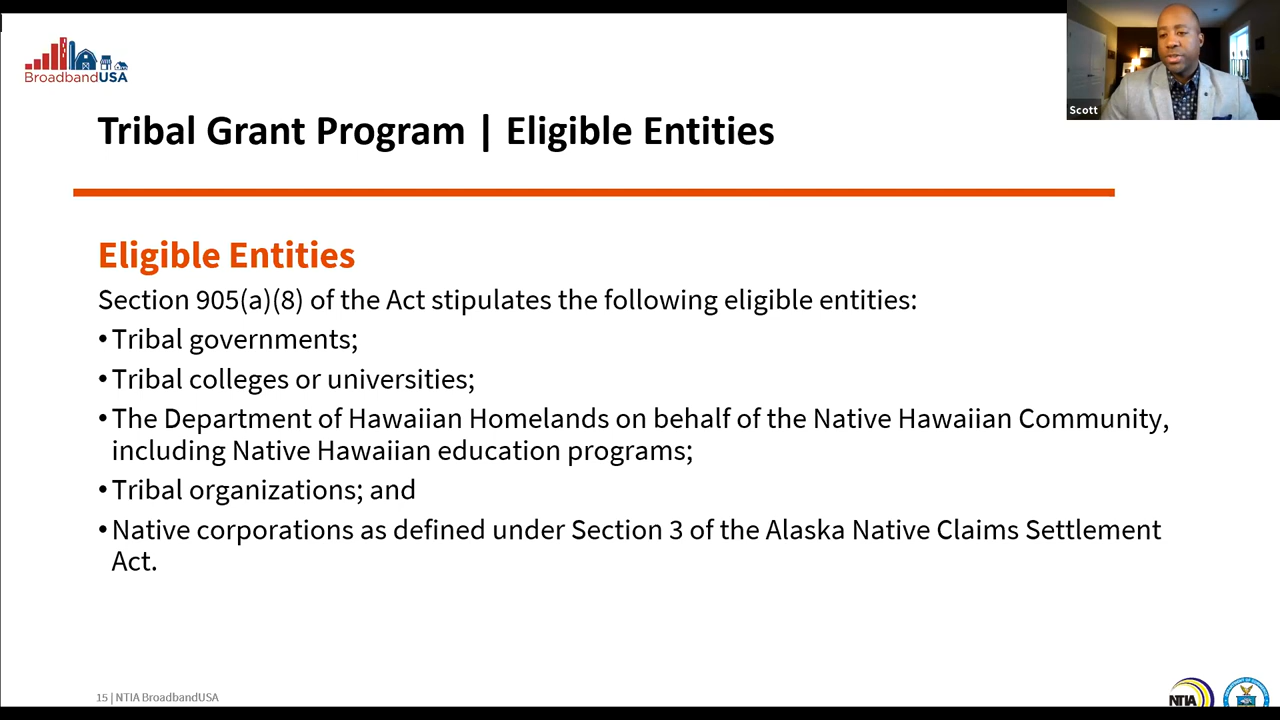 BroadbandUSA
Scott
Tribal Grant Program | Eligible Entities
Eligible Entities
Section 905(a)(8) of the Act stipulates the following eligible entities:
•Tribal governments;
•Tribal colleges or universities;
•The Department of Hawaiian Homelands on behalf of the Native Hawaiian Community,
including Native Hawaiian education programs;
•Tribal organizations; and
•Native corporations as defined under Section 3 of the Alaska Native Claims Settlement
Act.
15 | NTIA BroadbandUSA
NTIA